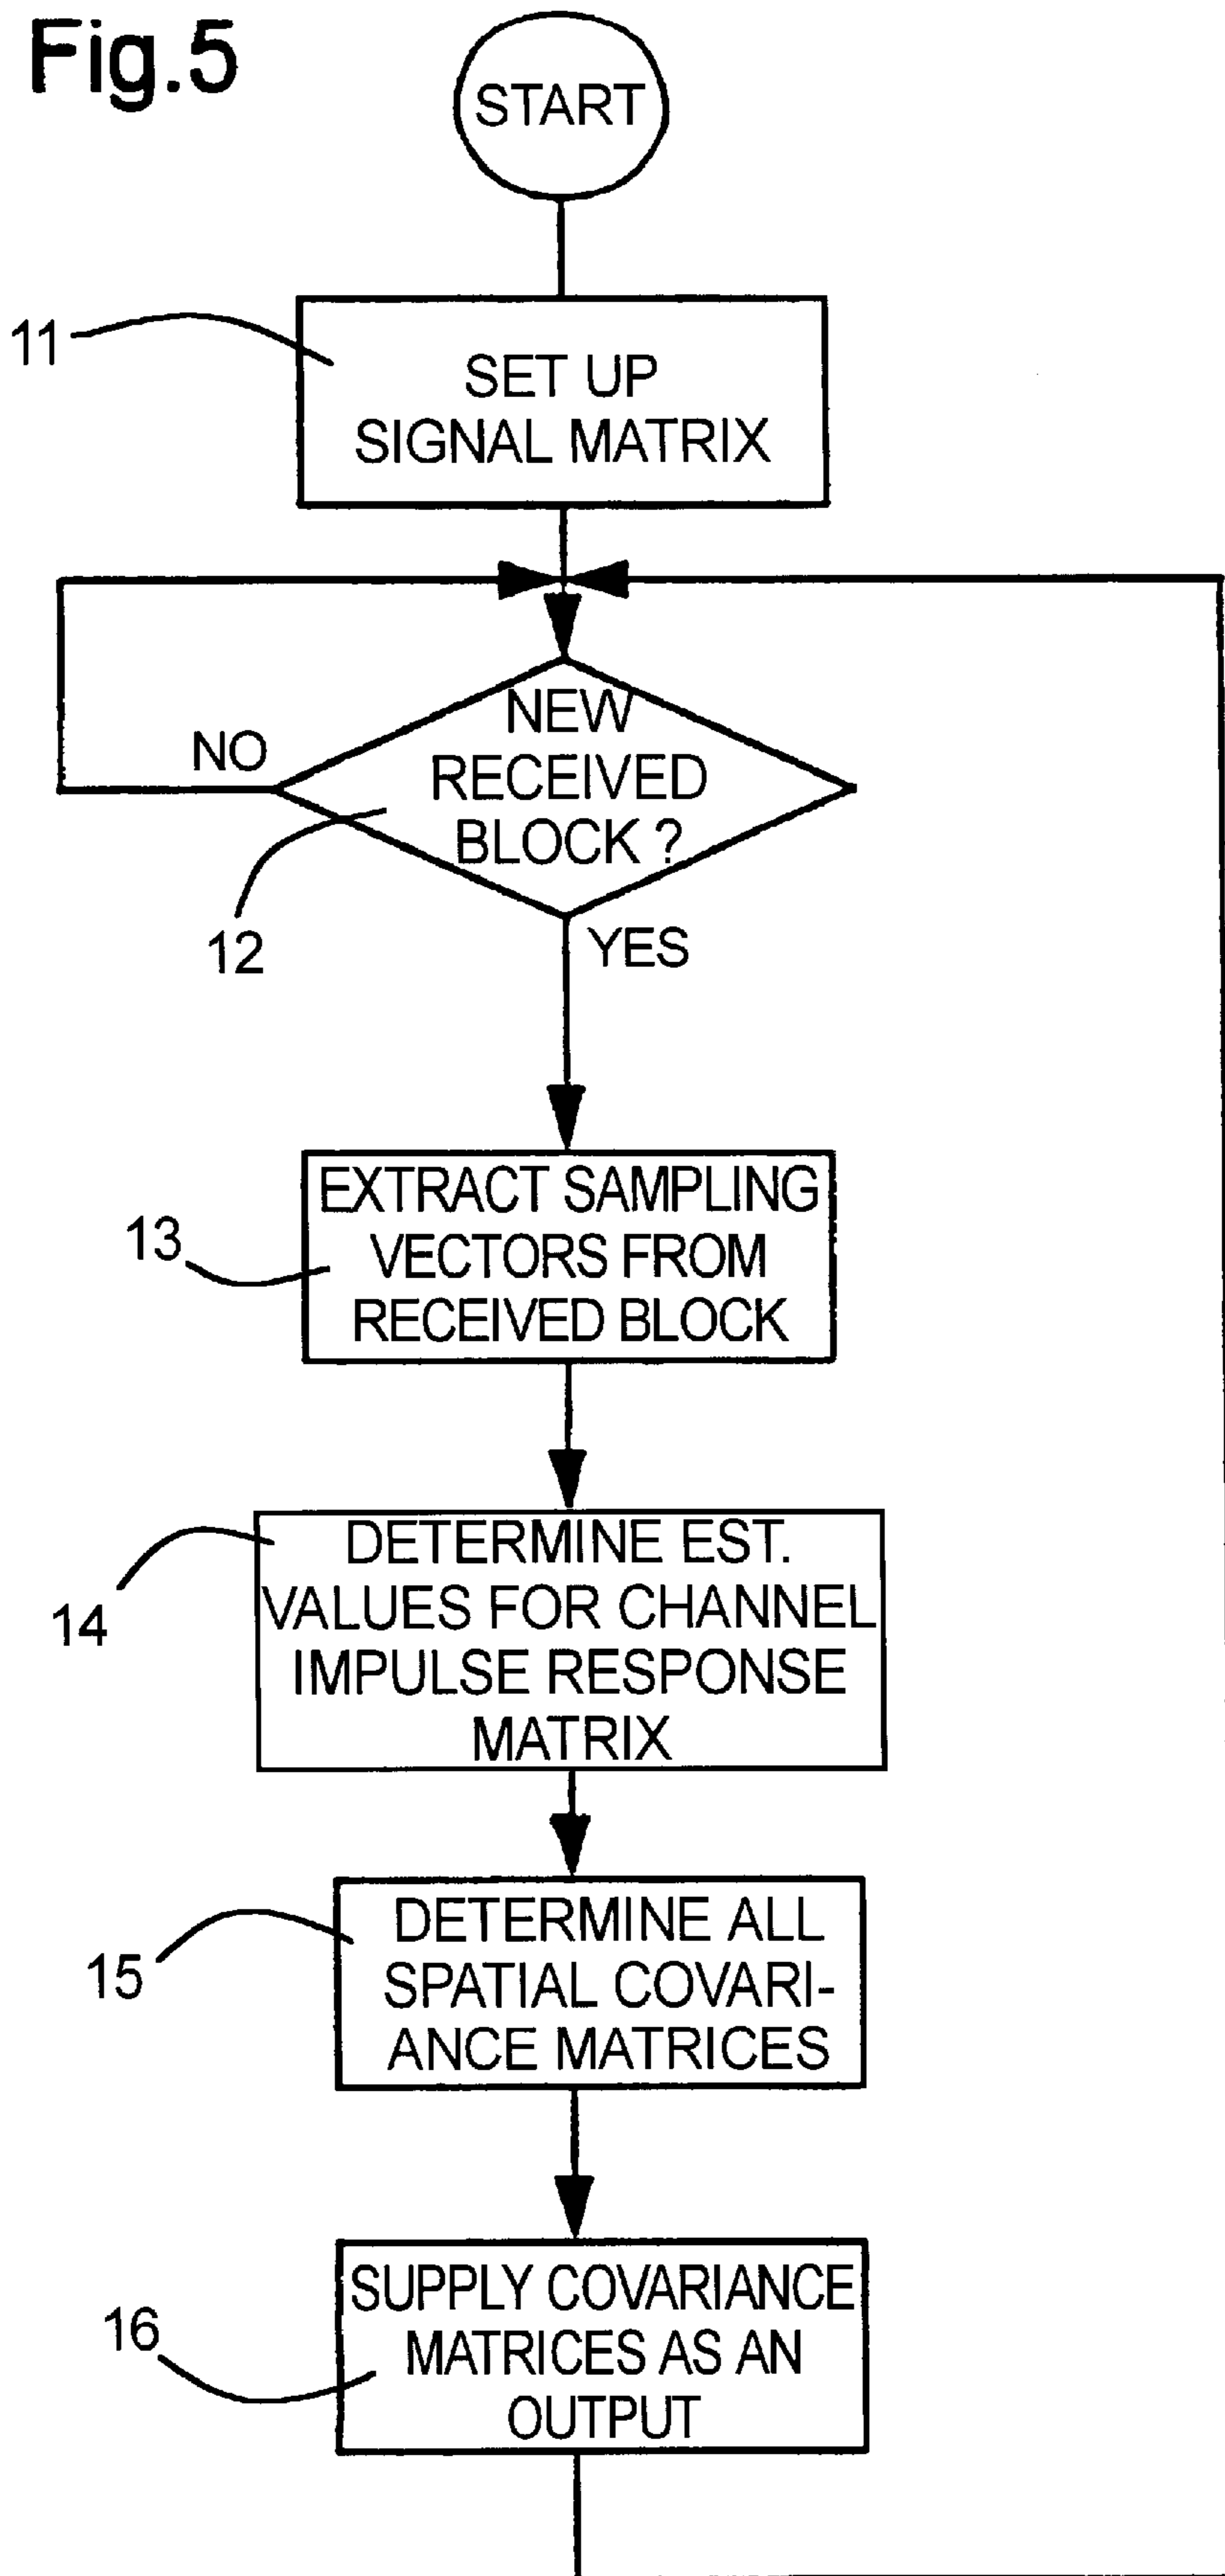 Fig.5
START
11
SET UP
SIGNAL MATRIX
NEW
RECEIVED
BLOCK ?
NO
12
YES
EXTRACT SAMPLING
VECTORS FROM
RECEIVED BLOCK
13
DETERMINE EST.
VALUES FOR CHANNEL
IMPULSE RESPONSE
MATRIX
14
DETERMINE ALL
SPATIAL COVARI-
ANCE MATRICES
15
SUPPLY COVARIANCE
MATRICES AS AN
OUTPUT
16